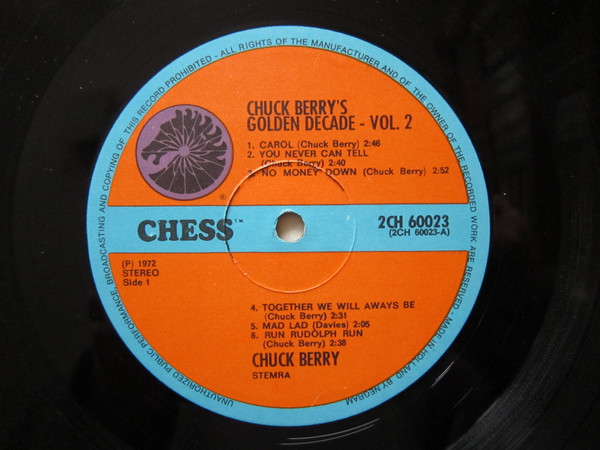 UNAUTHORIZED PUBLIC PERFORMANCE BROADCASTING AND COPYING OF THIS RECORD PROHIBITED - ALL RIGHTS OF THE MANUFACTURER AND OF THE OWNER OF THE RECORDED WORK ARE RESERVED - MADE IN HOLLAND BY NEGRAM
CHUCK BERRY'S
GOLDEN DECADE - VOL. 2
1. CAROL (Chuck Berry) 2:46
2. YOU NEVER CAN TELL
(Chuck Berry) 2:40
3. NO MONEY DOWN (Chuck Berry) 2:52
®
CHESS™
2CH 60023
(2CH 60023-A)
(P) 1972
STEREO
Side 1
4. TOGETHER WE WILL AWAYS BE
(Chuck Berry) 2:31
5. MAD LAD (Davies) 2:05
6. RUN RUDOLPH RUN
(Chuck Berry) 2:38
CHUCK BERRY
STEMRA